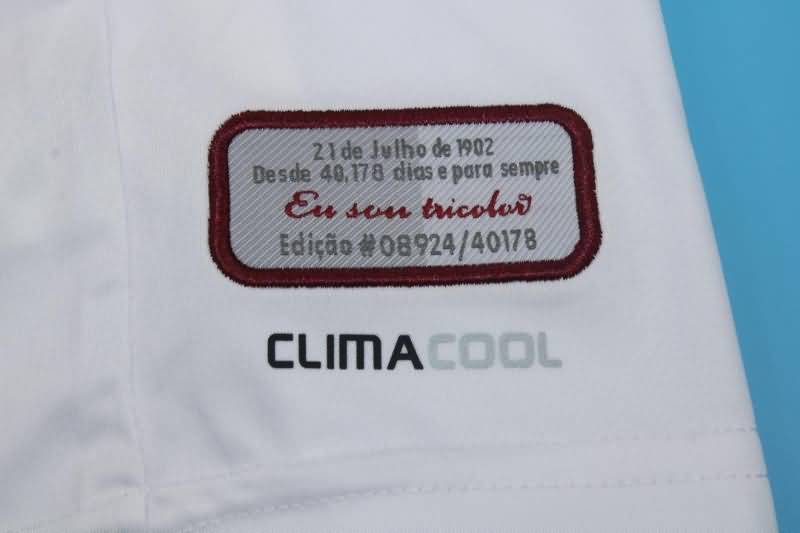 21 de Julho de 1902
Desde 40,178 dias e para sempre
Eu sou tricolor
Edição #08924/40178
CLIMACOOL